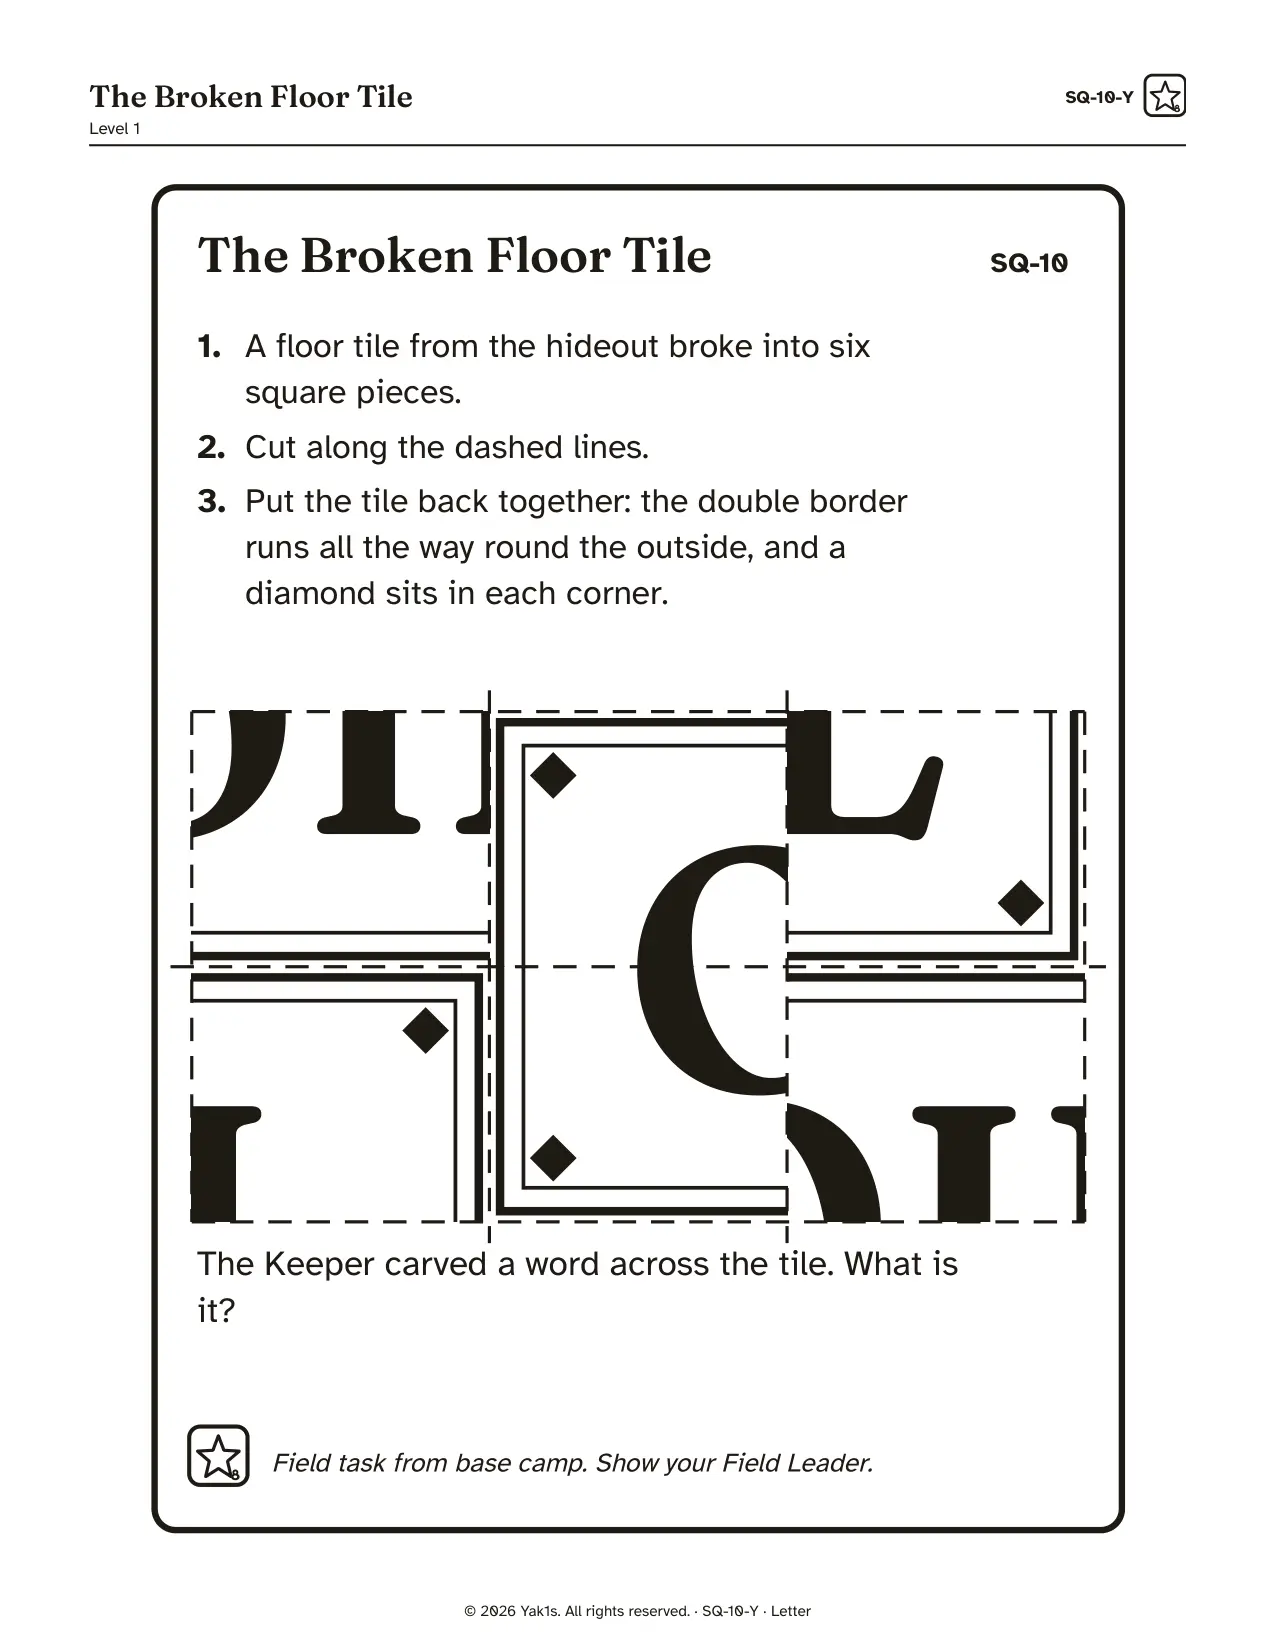 The Broken Floor Tile
SQ-10-Y
8
Level 1
The Broken Floor Tile
SQ-10
1. A floor tile from the hideout broke into six
square pieces.
2. Cut along the dashed lines.
3. Put the tile back together: the double border
runs all the way round the outside, and a
diamond sits in each corner.
The Keeper carved a word across the tile. What is
it?
8
Field task from base camp. Show your Field Leader.
© 2026 Yak1s. All rights reserved. · SQ-10-Y · Letter